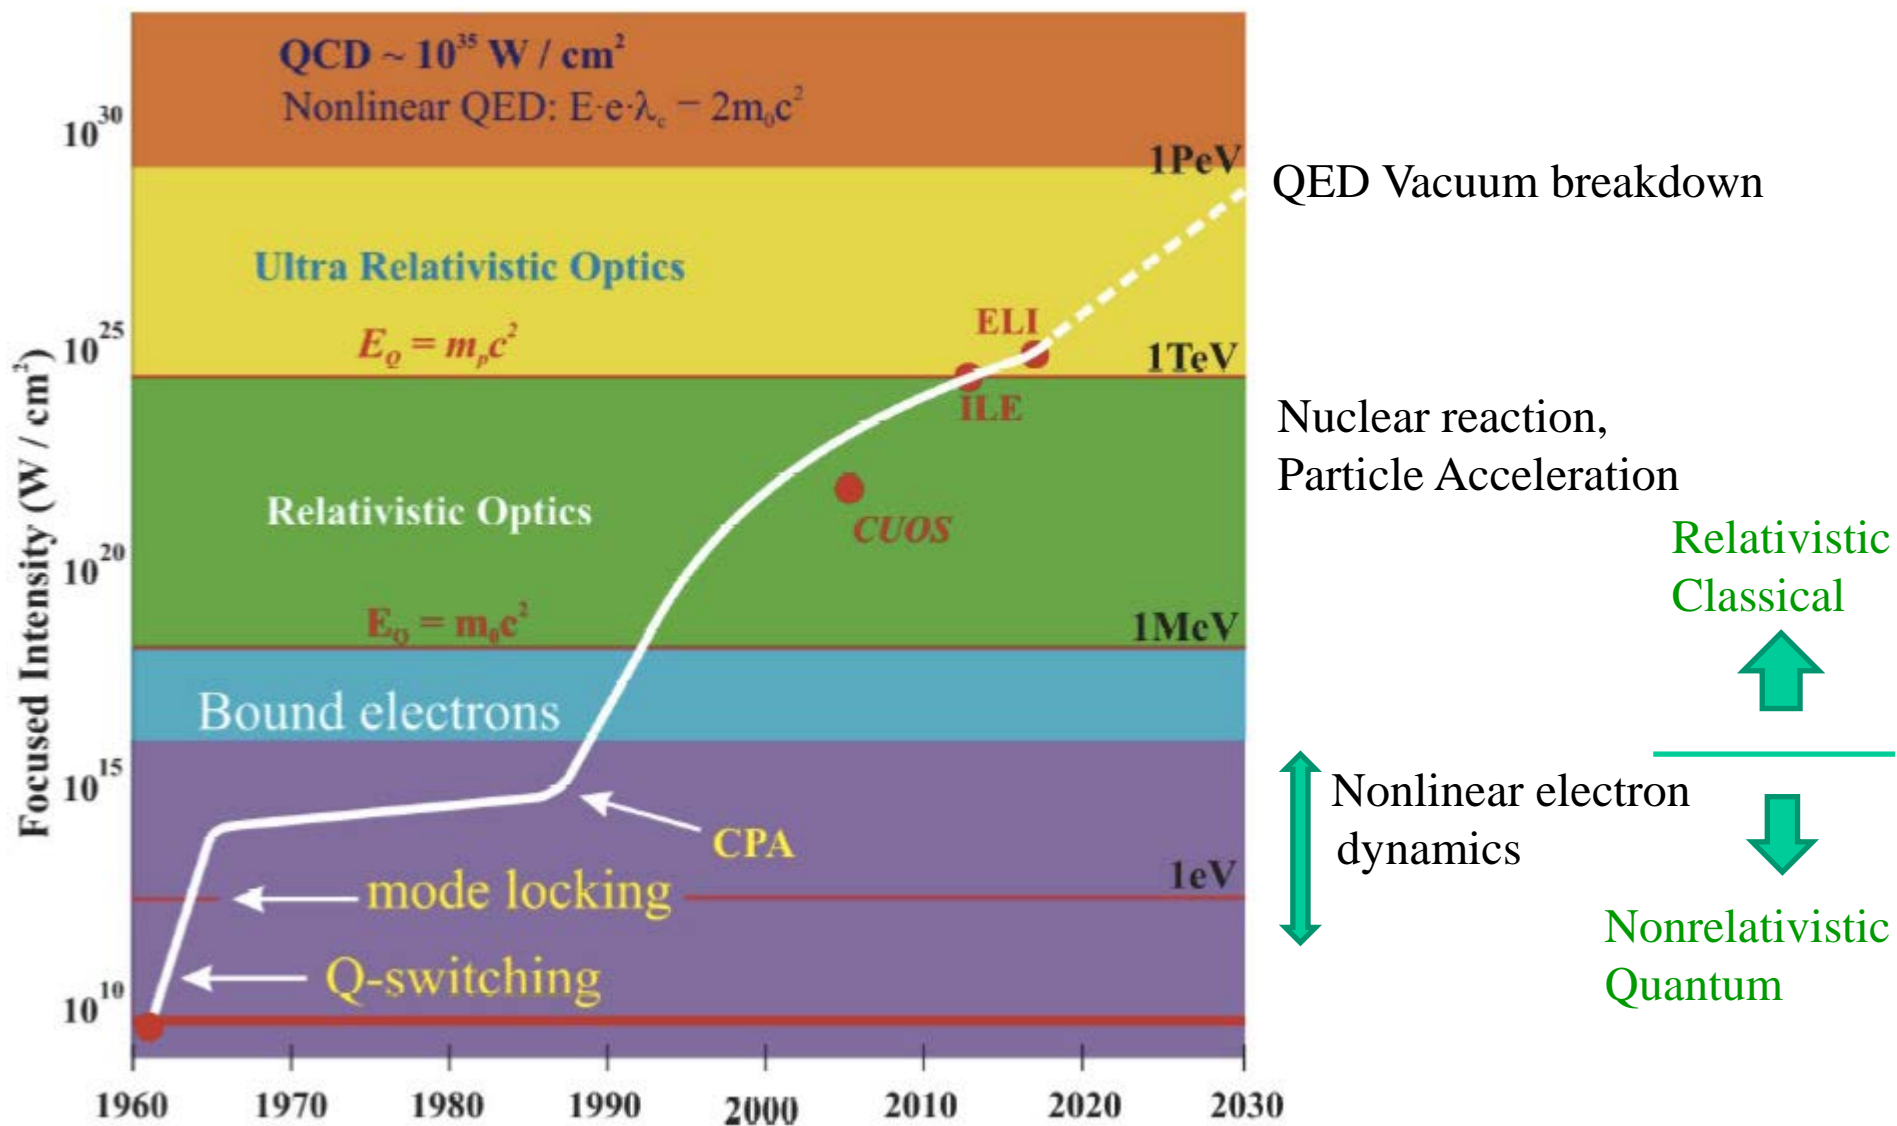 QCD ~ 10³⁵ W / cm²
Nonlinear QED: E·e·λc = 2m₀c²
10³⁰
1PeV
QED Vacuum breakdown
Ultra Relativistic Optics
E_Q = m_pc²
10²⁵
ELI
1TeV
ILE
Nuclear reaction,
Particle Acceleration
Relativistic Optics
CUOS
10²⁰
Relativistic
Classical
E_Q = m₀c²
1MeV
Focused Intensity (W / cm²)
Bound electrons
10¹⁵
Nonlinear electron
dynamics
CPA
1eV
mode locking
Q-switching
Nonrelativistic
Quantum
10¹⁰
1960 1970 1980 1990 2000 2010 2020 2030